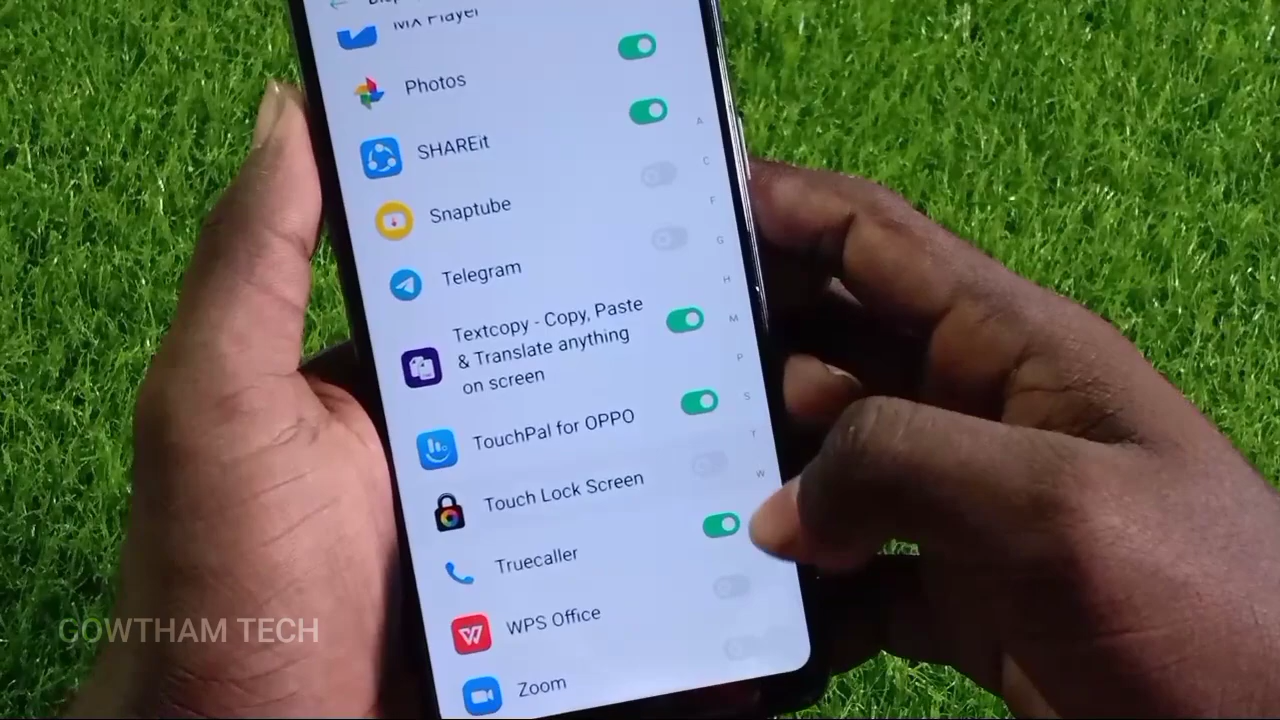 MX Player
Photos
SHAREit
Snaptube
Telegram
Textcopy - Copy, Paste
& Translate anything
on screen
TouchPal for OPPO
Touch Lock Screen
Truecaller
WPS Office
Zoom
A
C
F
G
H
M
P
S
T
W
GOWTHAM TECH